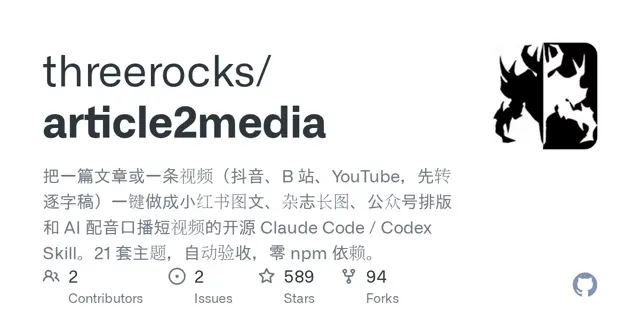 threerocks/
article2media
把一篇文章或一条视频（抖音、B 站、YouTube，先转
逐字稿）一键做成小红书图文、杂志长图、公众号排版
和 AI 配音口播短视频的开源 Claude Code / Codex
Skill。21 套主题，自动验收，零 npm 依赖。
2 2 589 94
Contributors Issues Stars Forks